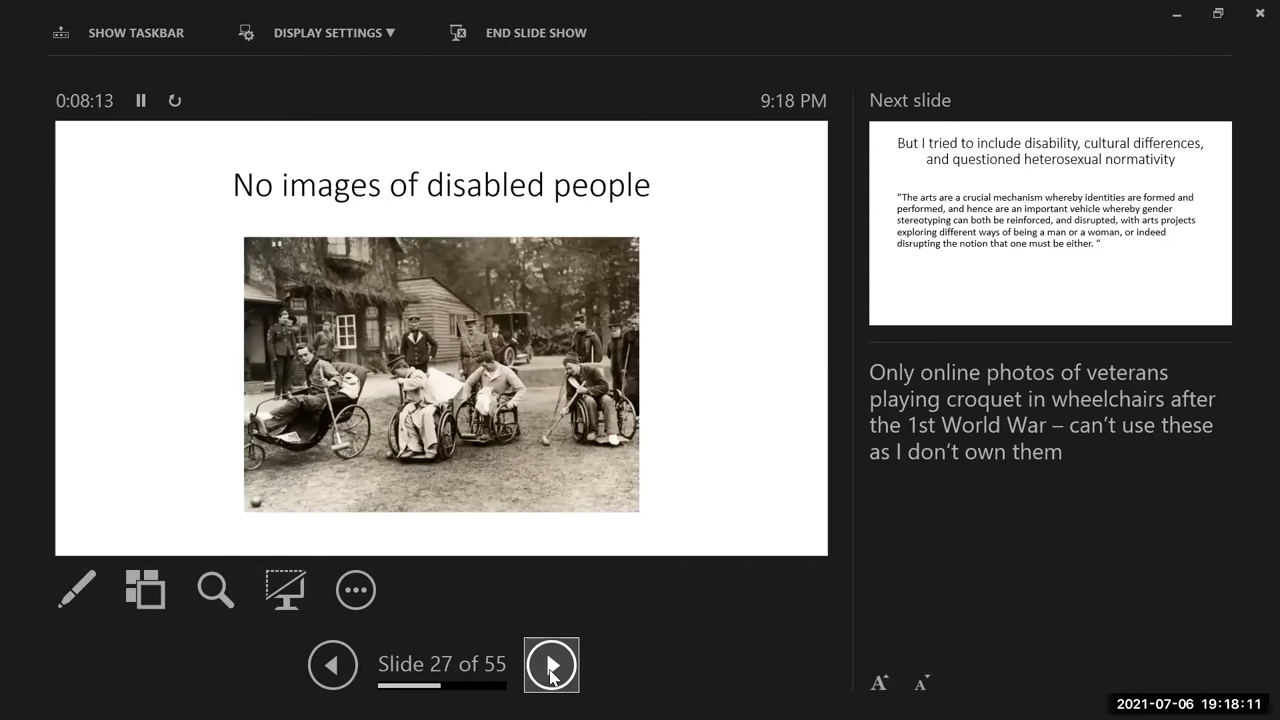 SHOW TASKBAR
DISPLAY SETTINGS ▼
END SLIDE SHOW
0:08:13
9:18 PM
No images of disabled people
Slide 27 of 55
Next slide
But I tried to include disability, cultural differences,
and questioned heterosexual normativity
“The arts are a crucial mechanism whereby identities are formed and
performed, and hence are an important vehicle whereby gender
stereotyping can both be reinforced, and disrupted, with arts projects
exploring different ways of being a man or a woman, or indeed
disrupting the notion that one must be either. “
Only online photos of veterans
playing croquet in wheelchairs after
the 1st World War – can’t use these
as I don’t own them
A A
2021-07-06 19:18:11